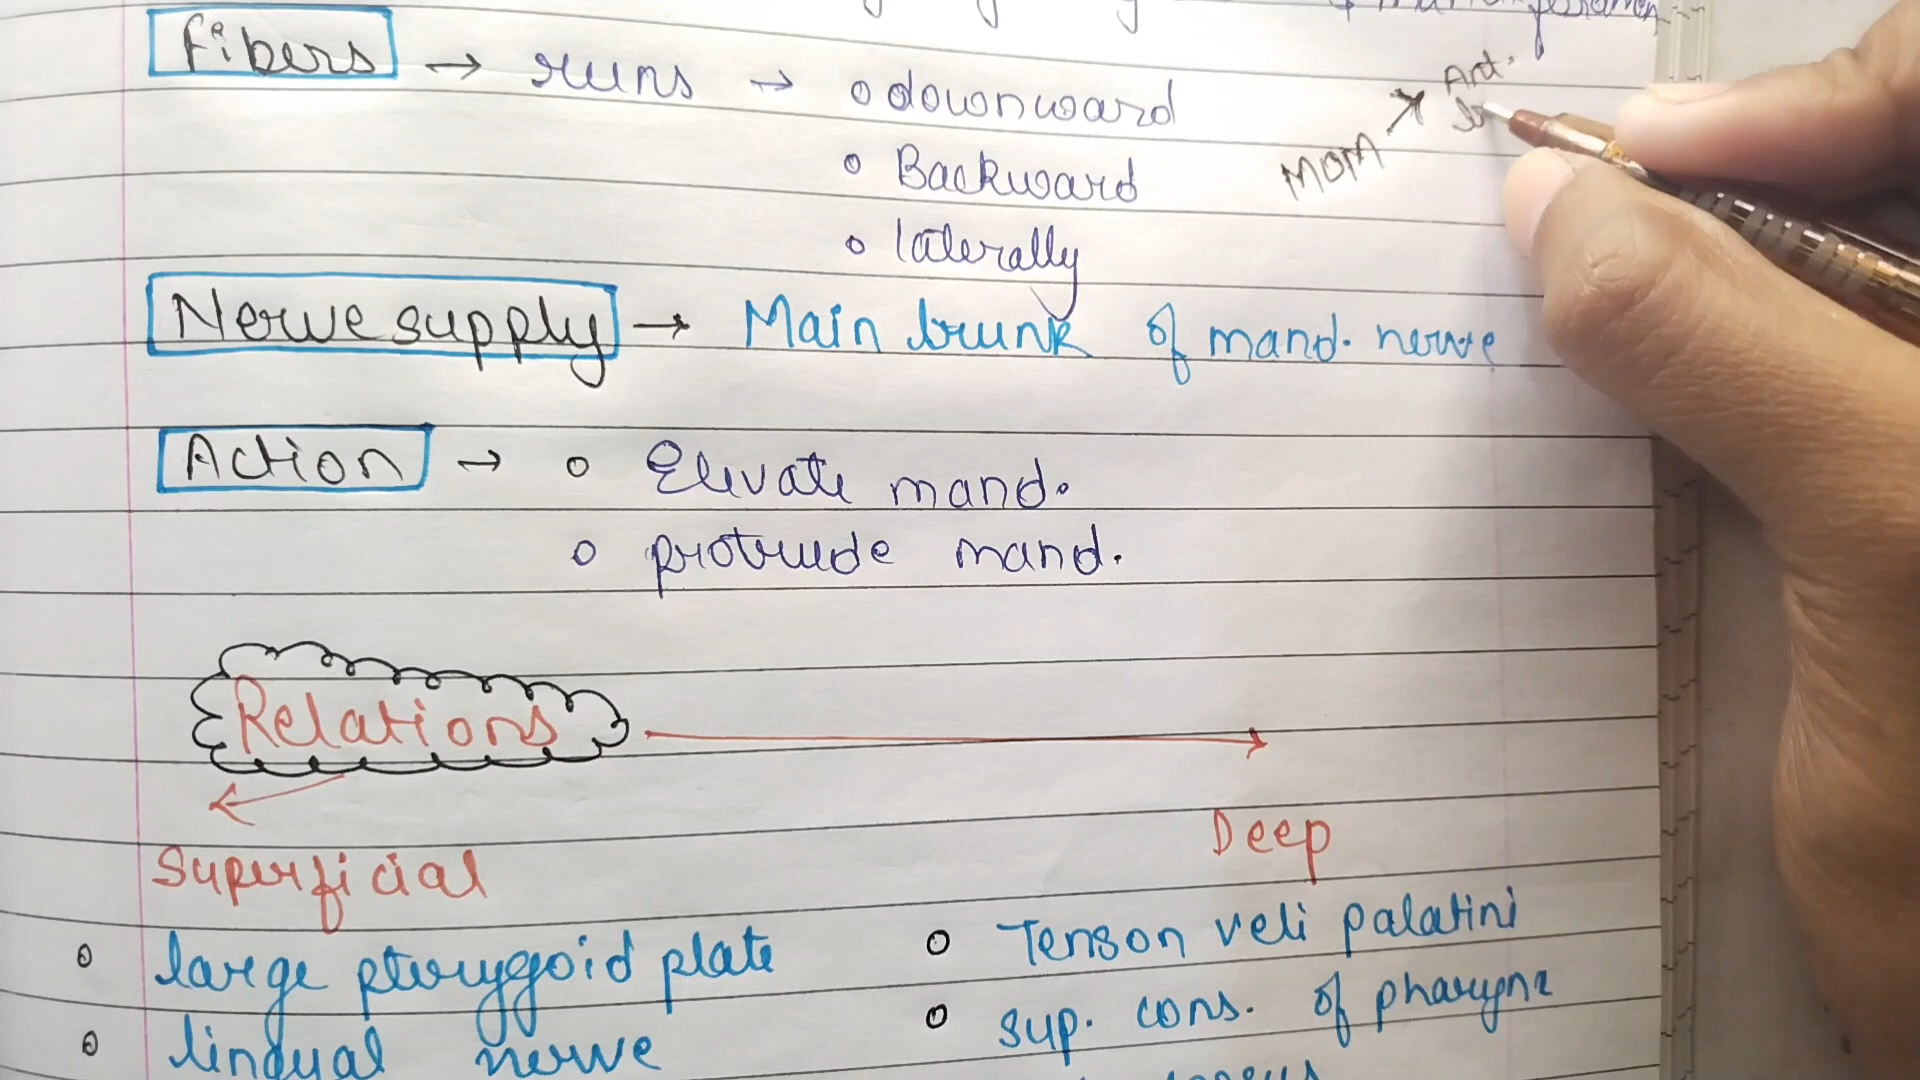 Fibers → runs → o downward
o Backward
o laterally
MOM → Ant.
Nerve supply → Main trunk of mand. nerve
Action → o Elevate mand.
o protrude mand.
Relations
Superficial
Deep
o large pterygoid plate
o lingual nerve
o Tenson veli palatini
o sup. cons. of pharynx